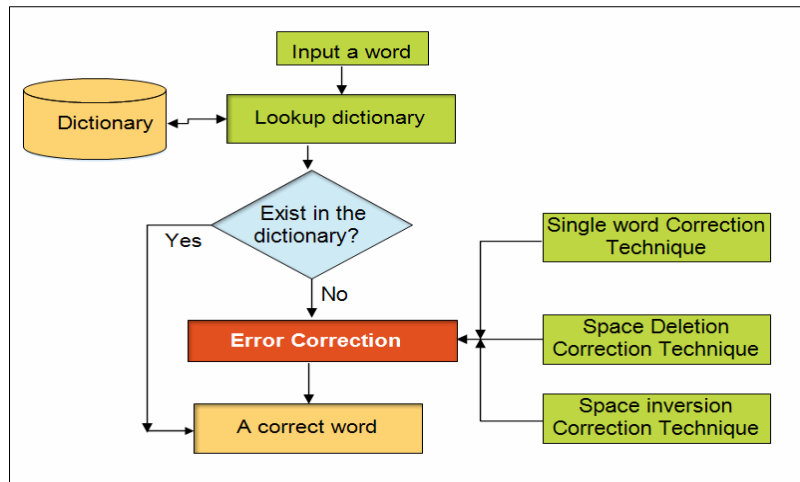 Input a word
Dictionary
Lookup dictionary
Exist in the
dictionary?
Yes
No
Single word Correction
Technique
Error Correction
Space Deletion
Correction Technique
A correct word
Space inversion
Correction Technique